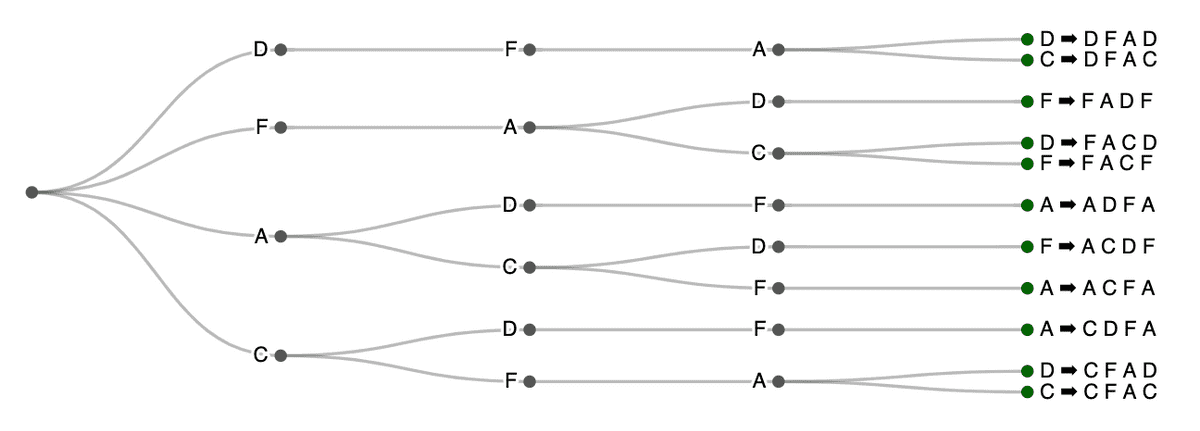 D F A D ➡ D F A D
C ➡ D F A C
F A D F ➡ F A D F
C D ➡ F A C D
F ➡ F A C F
A D F A ➡ A D F A
C D F ➡ A C D F
F A ➡ A C F A
C D F A ➡ C D F A
F A D ➡ C F A D
C ➡ C F A C